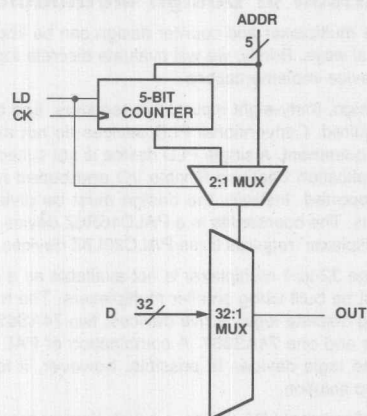 ADDR
5
LD
CK
5-BIT
COUNTER
2:1 MUX
D
32
32:1
MUX
OUT